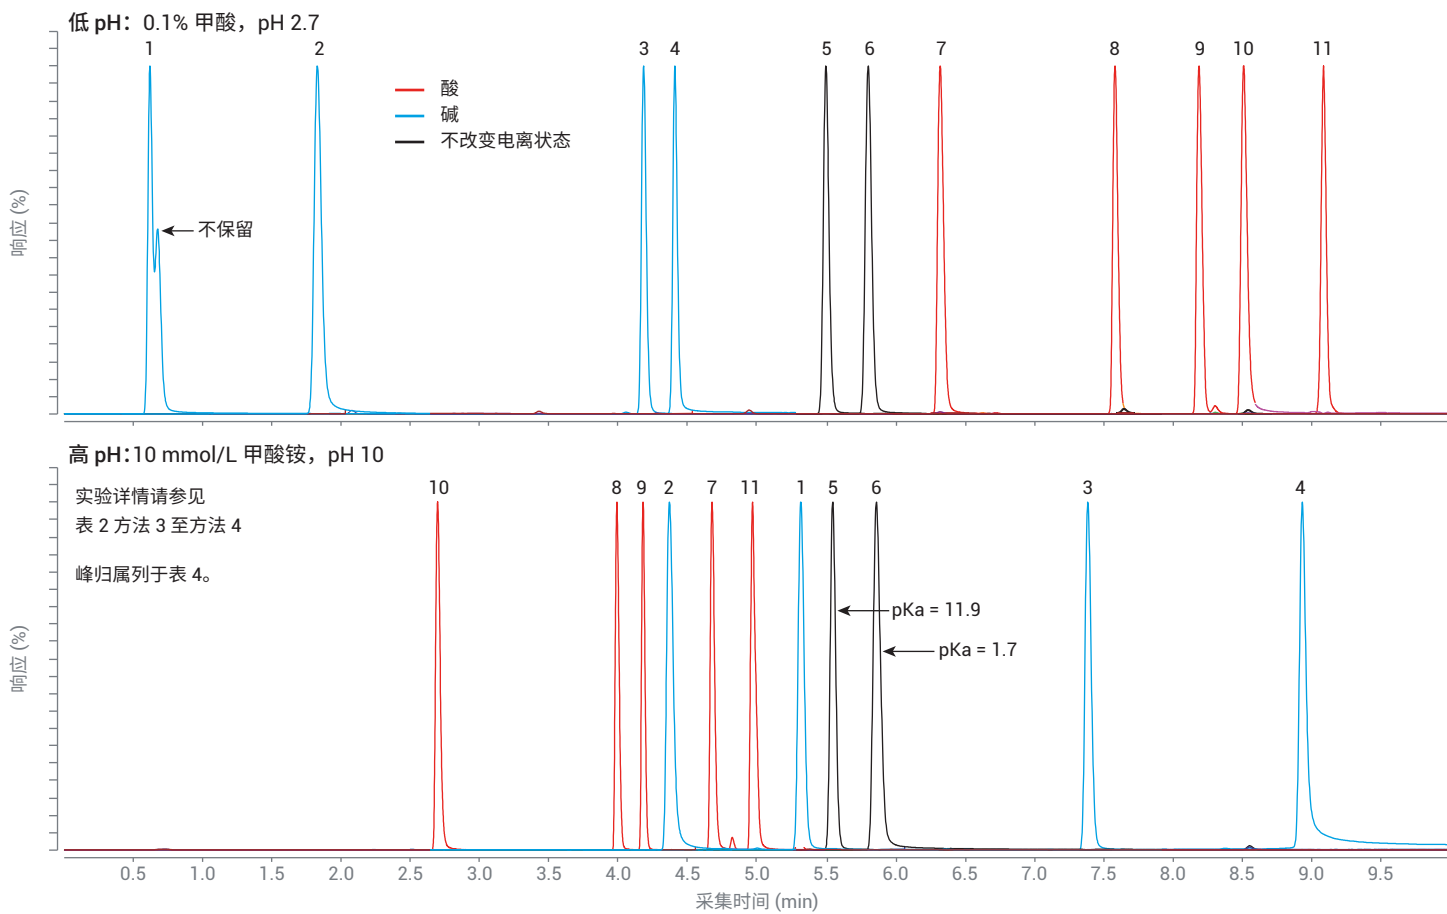 低 pH：0.1% 甲酸，pH 2.7
1 2 3 4 5 6 7 8 9 10 11
酸
碱
不改变电离状态
不保留
响应 (%)
高 pH：10 mmol/L 甲酸铵，pH 10
实验详情请参见
表 2 方法 3 至方法 4
峰归属列于表 4。
10 8 9 2 7 11 1 5 6 3 4
pKa = 11.9
pKa = 1.7
响应 (%)
0.5 1.0 1.5 2.0 2.5 3.0 3.5 4.0 4.5 5.0 5.5 6.0 6.5 7.0 7.5 8.0 8.5 9.0 9.5
采集时间 (min)